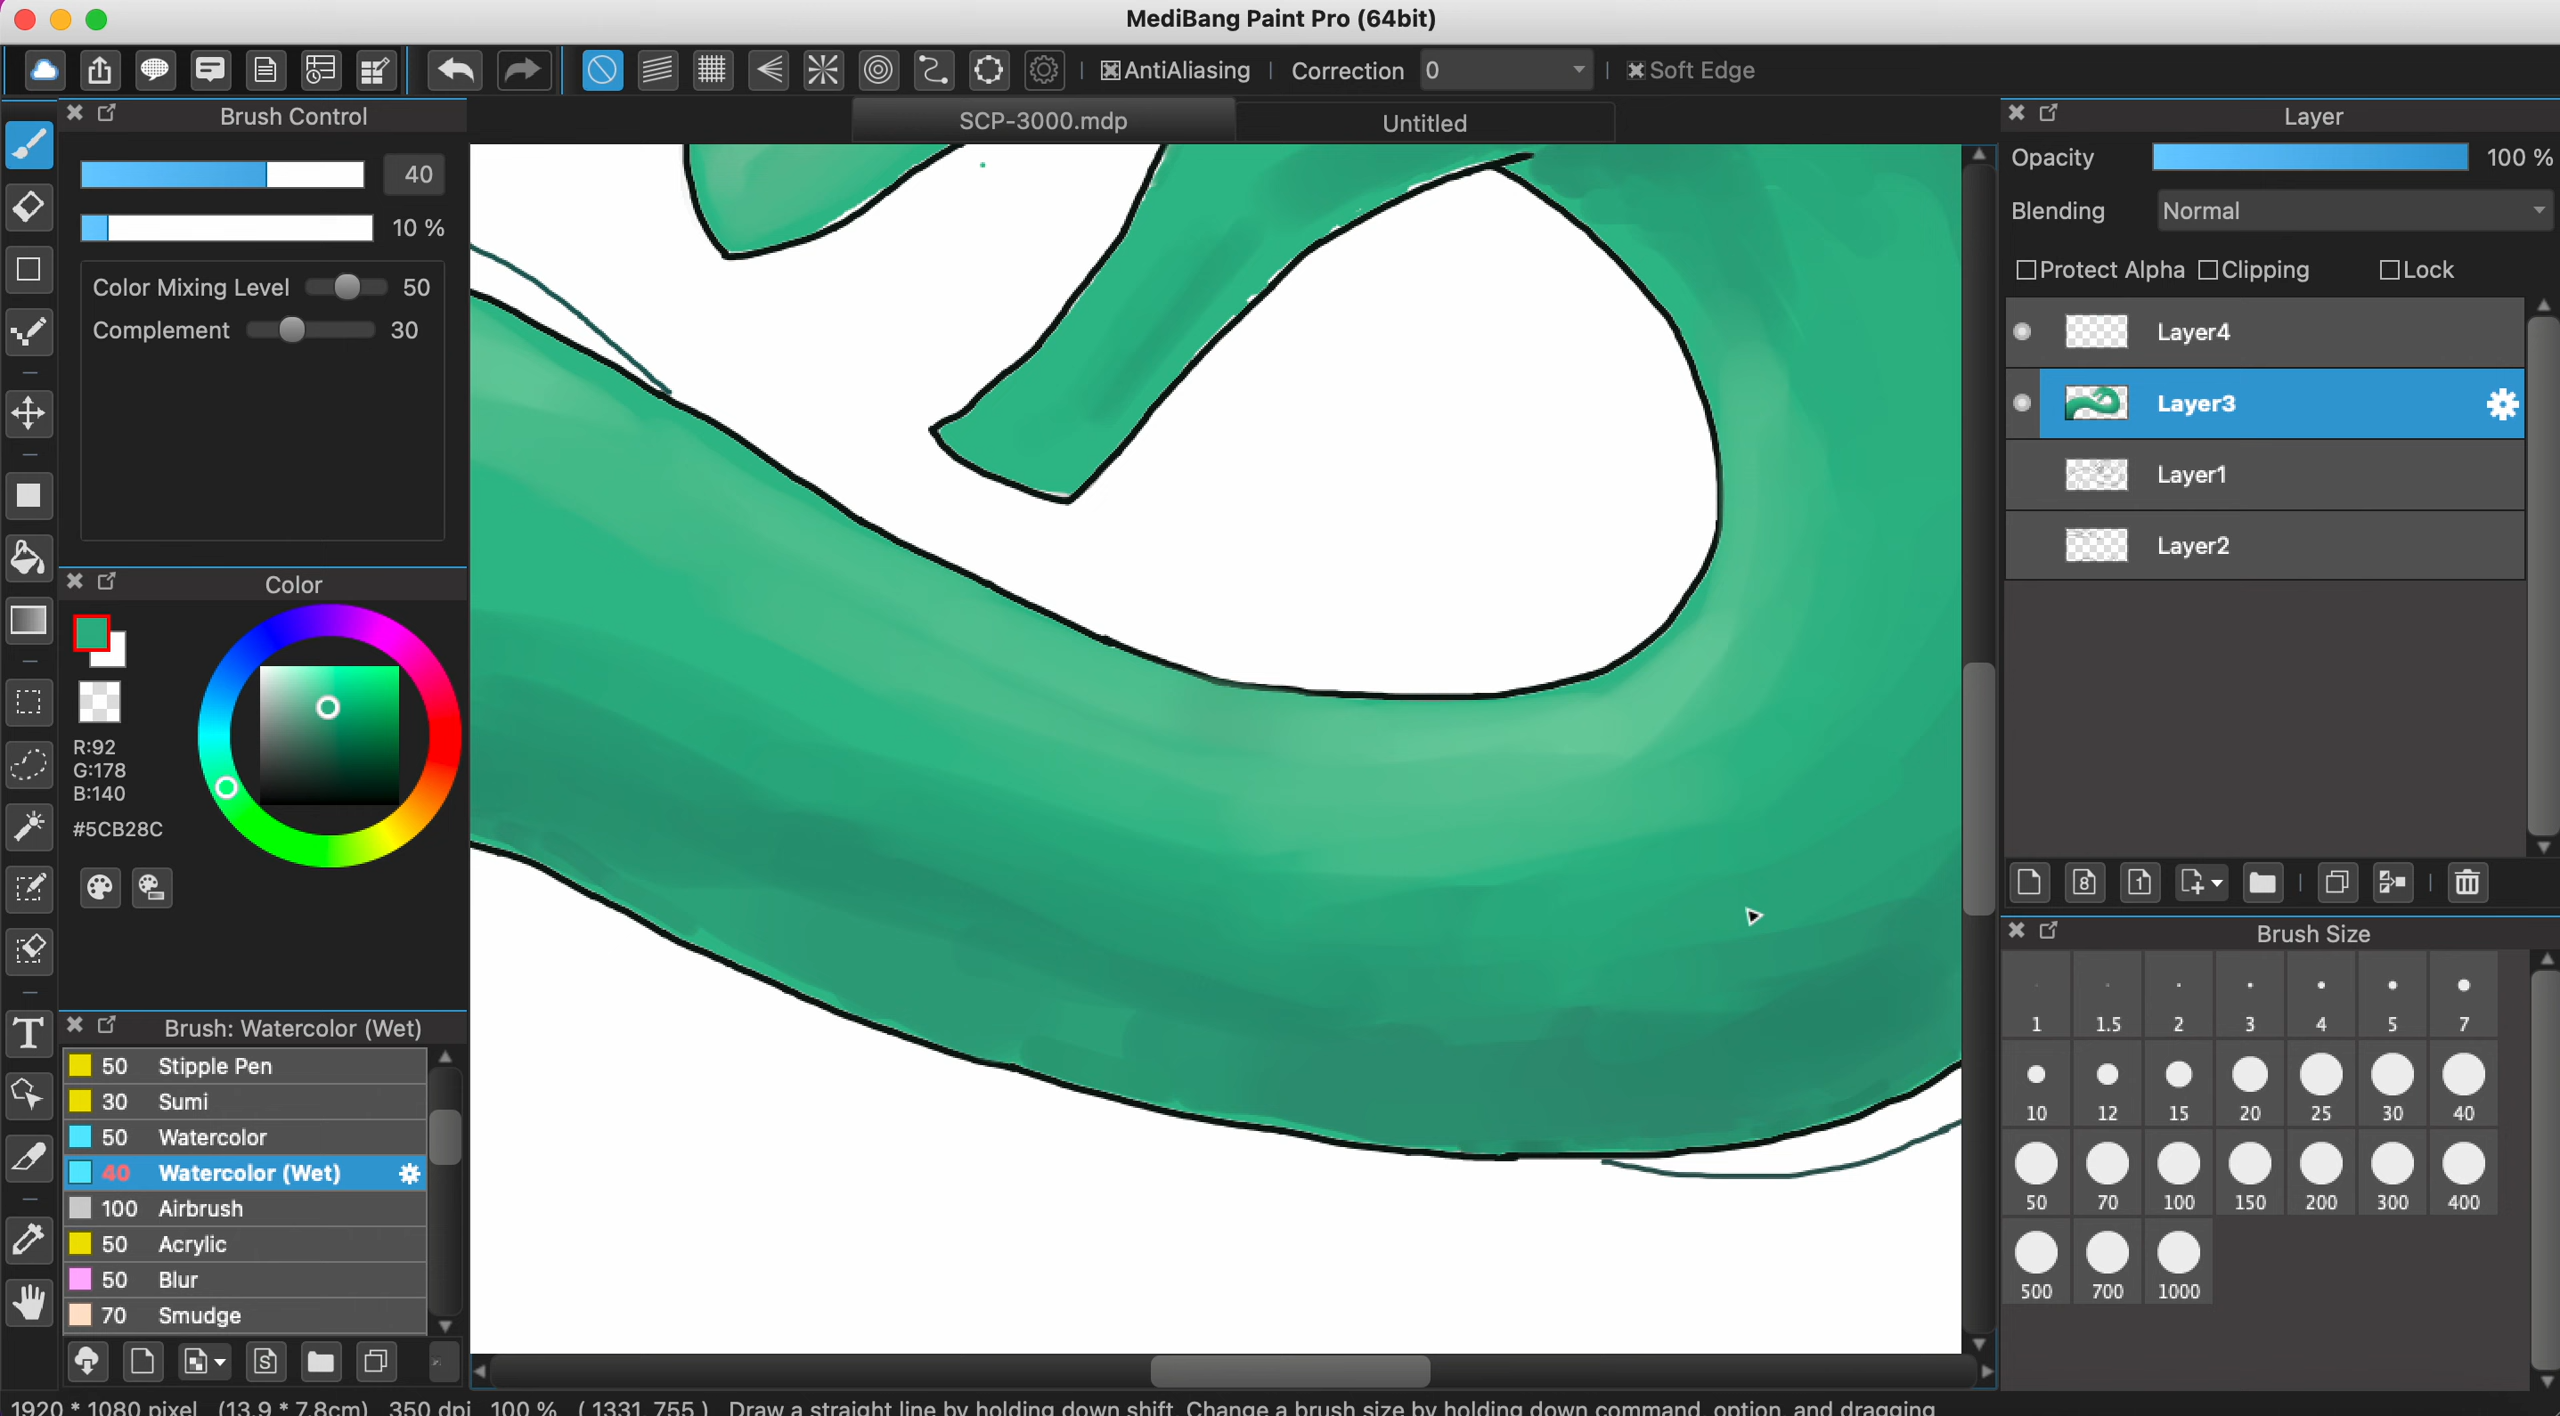 MediBang Paint Pro (64bit)
AntiAliasing
Correction
0
Soft Edge
Brush Control
SCP-3000.mdp
Untitled
Layer
40
10 %
Opacity
100 %
Blending
Normal
Protect Alpha
Clipping
Lock
Color Mixing Level
50
Complement
30
Layer4
Layer3
Layer1
Layer2
Color
R:92
G:178
B:140
#5CB28C
8
1
Brush Size
1
1.5
2
3
4
5
7
10
12
15
20
25
30
40
50
70
100
150
200
300
400
500
700
1000
Brush: Watercolor (Wet)
50 Stipple Pen
30 Sumi
50 Watercolor
40 Watercolor (Wet)
100 Airbrush
50 Acrylic
50 Blur
70 Smudge
T
S
1920 * 1080 pixel (13.9 * 7.8cm) 350 dpi 100 % ( 1331 755 ) Draw a straight line by holding down shift Change a brush size by holding down command, option, and dragging